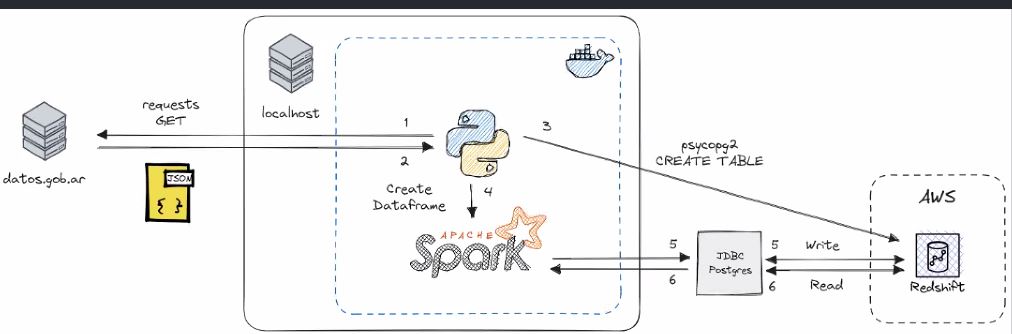 requests
GET
localhost
1
2
3
datos.gob.ar
JSON
{ }
Create
Dataframe
4
psycopg2
CREATE TABLE
AWS
APACHE
Spark
5
6
JDBC
Postgres
5
Write
6
Read
Redshift